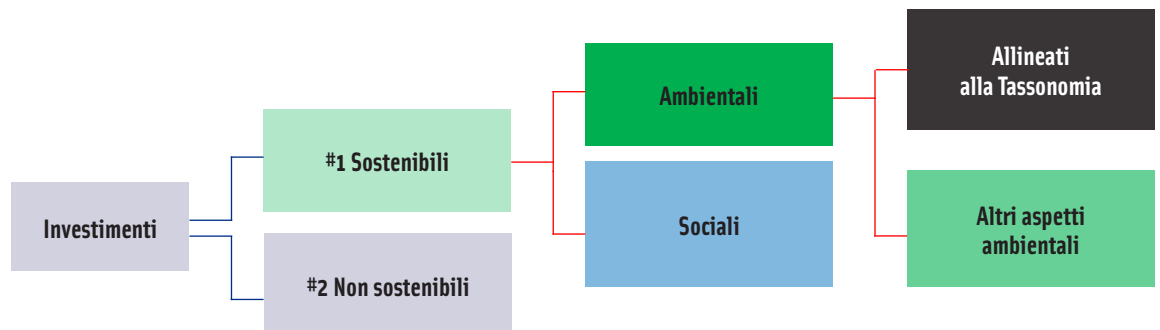 Investimenti
#1 Sostenibili
#2 Non sostenibili
Ambientali
Sociali
Allineati
alla Tassonomia
Altri aspetti
ambientali